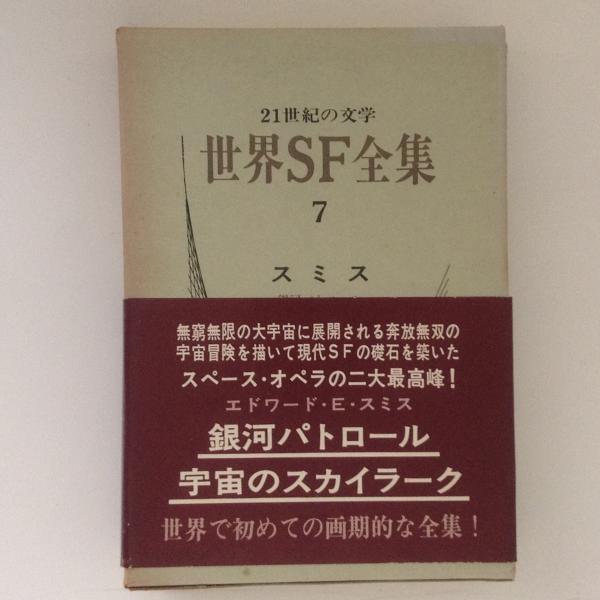 21世紀の文学
世界SF全集
7
スミス
無窮無限の大宇宙に展開される奔放無双の
宇宙冒険を描いて現代SFの礎石を築いた
スペース・オペラの二大最高峰!
エドワード・E・スミス
銀河パトロール
宇宙のスカイラーク
世界で初めての画期的な全集!